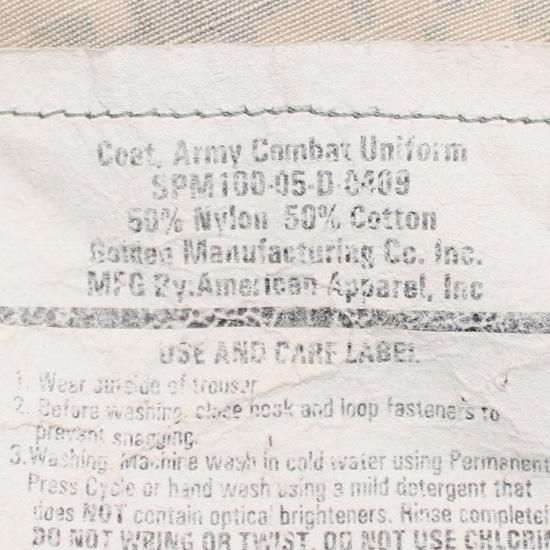 Coat, Army Combat Uniform
SPM100-05-D-0409
50% Nylon 50% Cotton
Golden Manufacturing Co. Inc.
MFG By:American Apparel, Inc
USE AND CARE LABEL
1. Wear outside of trouser
2. Before washing, close hook and loop fasteners to
prevent snagging.
3.Washing. Machine wash in cold water using Permanent
Press Cycle or hand wash using a mild detergent that
does NOT contain optical brighteners. Rinse completel
DO NOT WRING OR TWIST. DO NOT USE CHLORIN